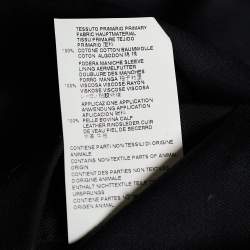 TESSUTO PRIMARIO PRIMARY
FABRIC HAUPTMATERIAL
TISSU PRIMAIRE TEJIDO
PRIMARIO
100% COTONE COTTON BAUMWOLLE
COTON ALGODON
FODERA MANICHE SLEEVE
LINING AERMELFUTTER
DOUBLURE DES MANCHES
FORRO MANGA
100% VISCOSA RAYON VISKOSE
VISCOSE VISCOSA
APPLICAZIONE APPLICATION
ANWENDUNG APPLICATION
APLICACION
100% PELLE BOVINA CALF
LEATHER RINDSLEDER CUIR
DE VEAU PIEL DE BECERRO
CONTIENE PARTI NON TESSILI DI ORIGINE
ANIMALE
CONTAINS NON-TEXTILE PARTS OF ANIMAL
ORIGIN
CONTIENT DES PARTIES NON TEXTILES
D'ORIGINE ANIMALE
ENTHÄLT NICHTTEXTILE TEILE TIERISCHEN
URSPRUNGS
CONTIENE PARTES NO TEXTILES DE
ORIGEN ANIMAL